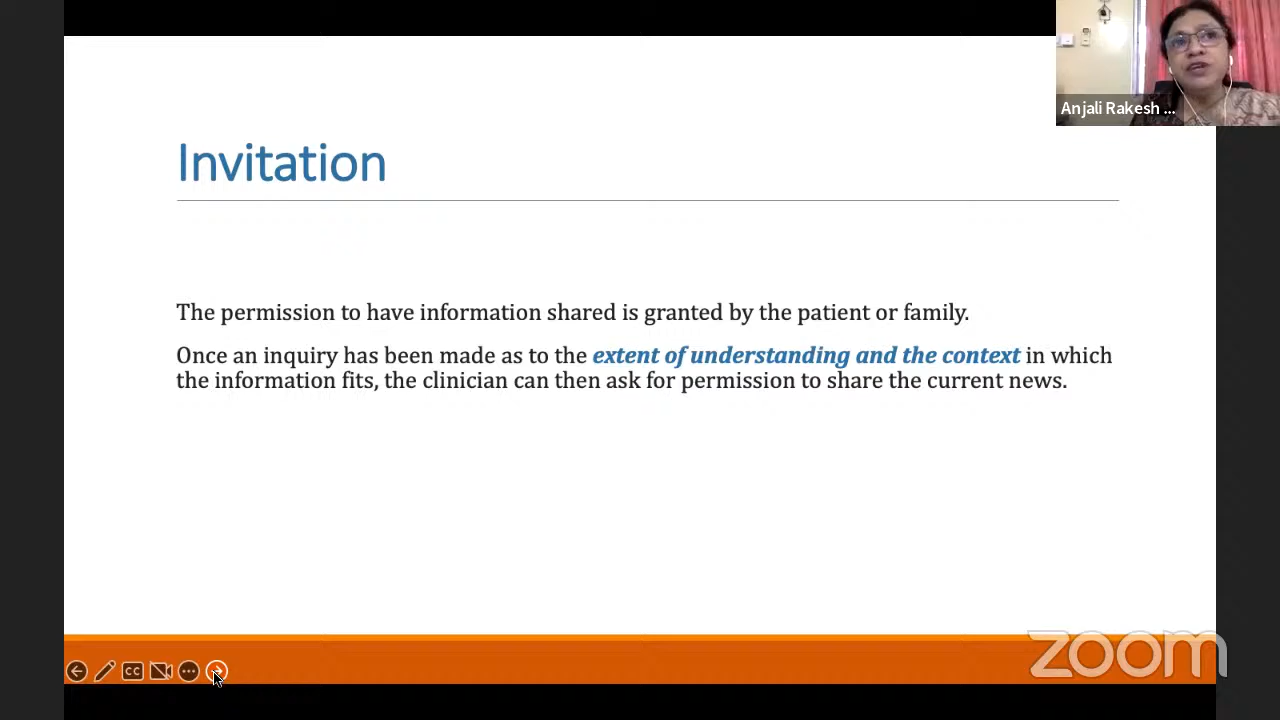 Anjali Rakesh ...
Invitation
The permission to have information shared is granted by the patient or family.
Once an inquiry has been made as to the extent of understanding and the context in which
the information fits, the clinician can then ask for permission to share the current news.
CC
zoom